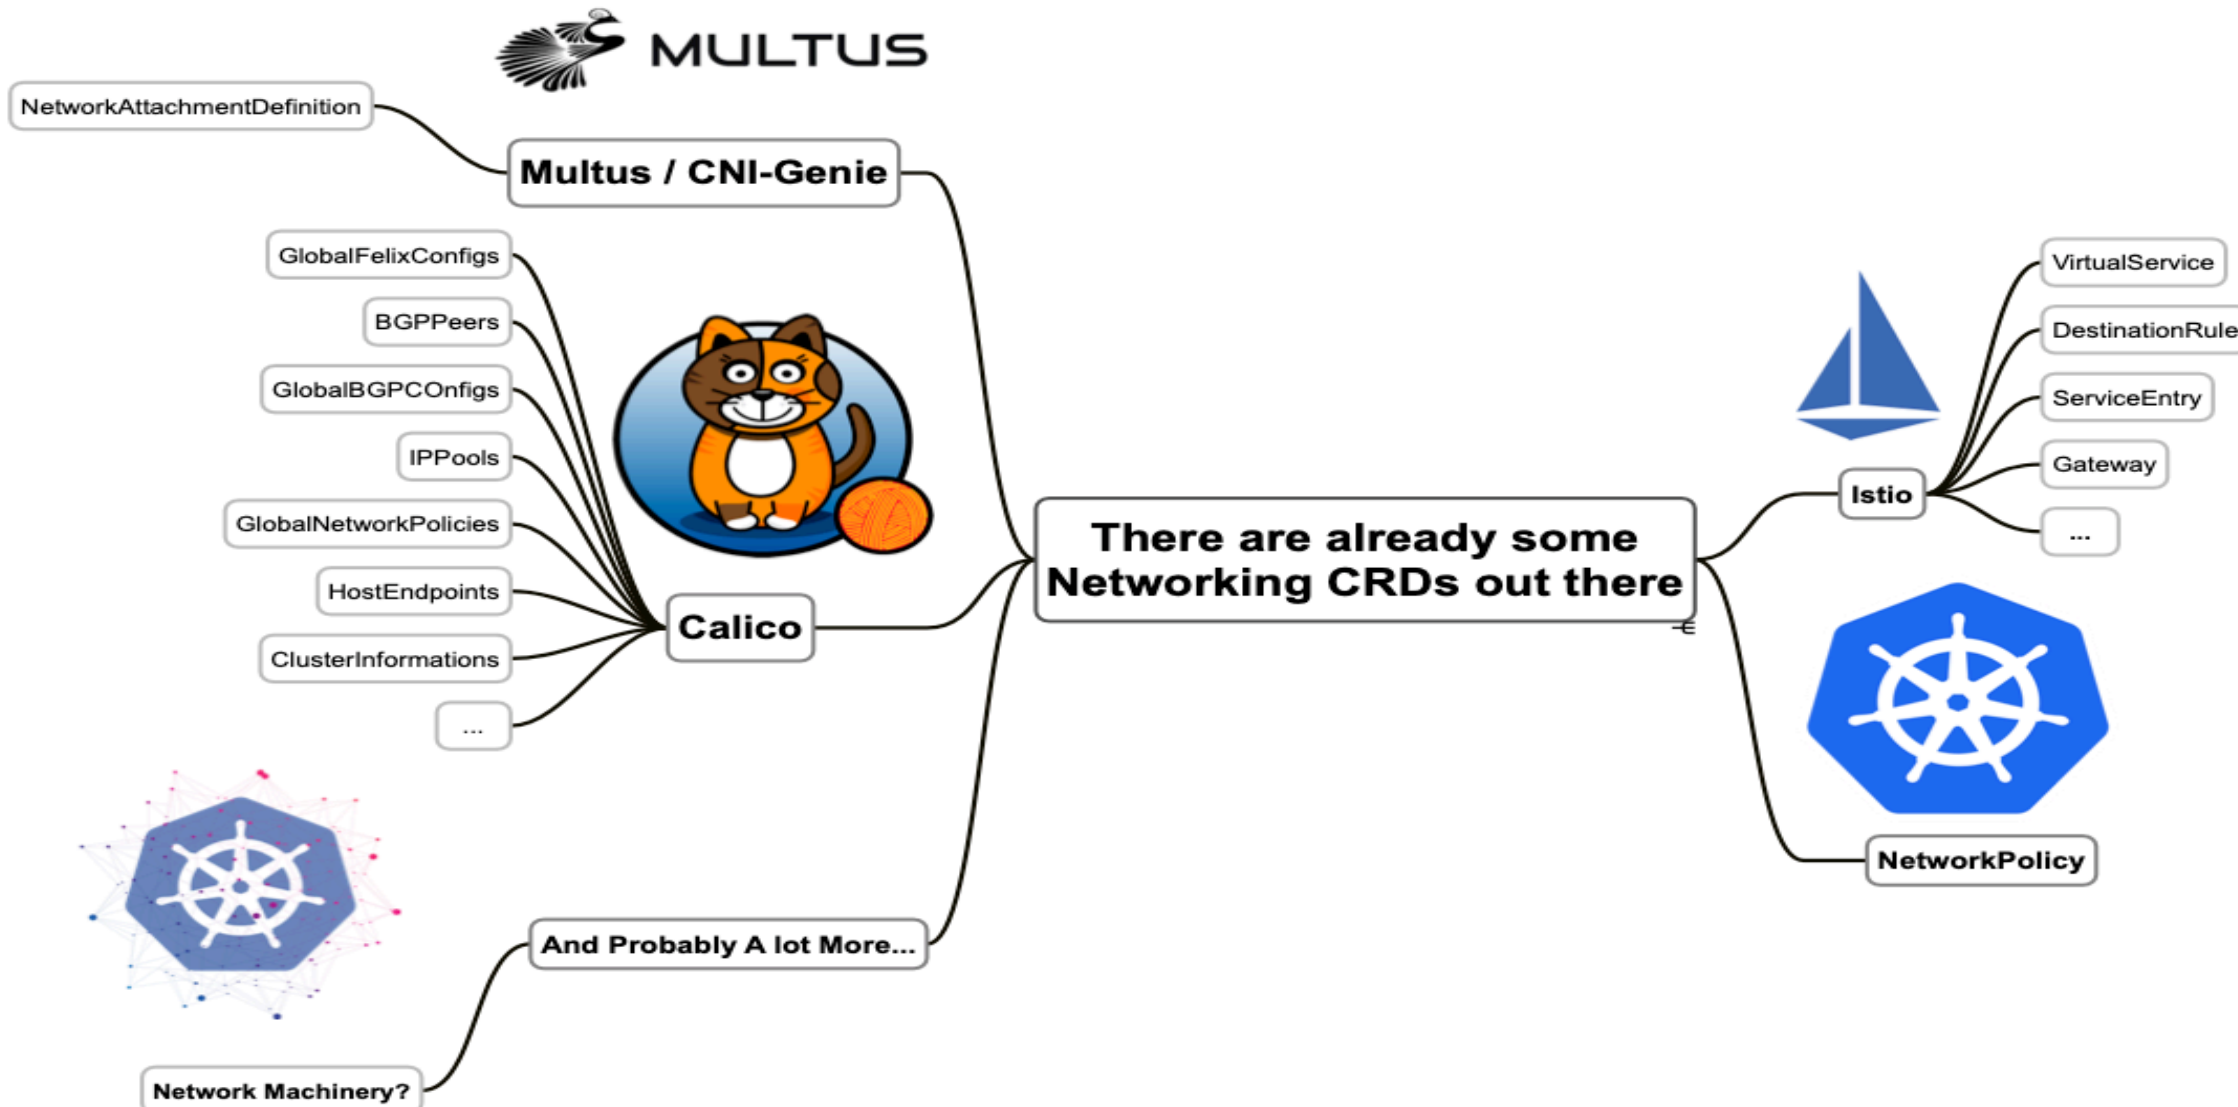 MULTUS
NetworkAttachmentDefinition
Multus / CNI-Genie
GlobalFelixConfigs
BGPPeers
GlobalBGPCOnfigs
IPPools
GlobalNetworkPolicies
HostEndpoints
ClusterInformations
...
Calico
And Probably A lot More...
Network Machinery?
There are already some
Networking CRDs out there
Istio
VirtualService
DestinationRule
ServiceEntry
Gateway
...
NetworkPolicy